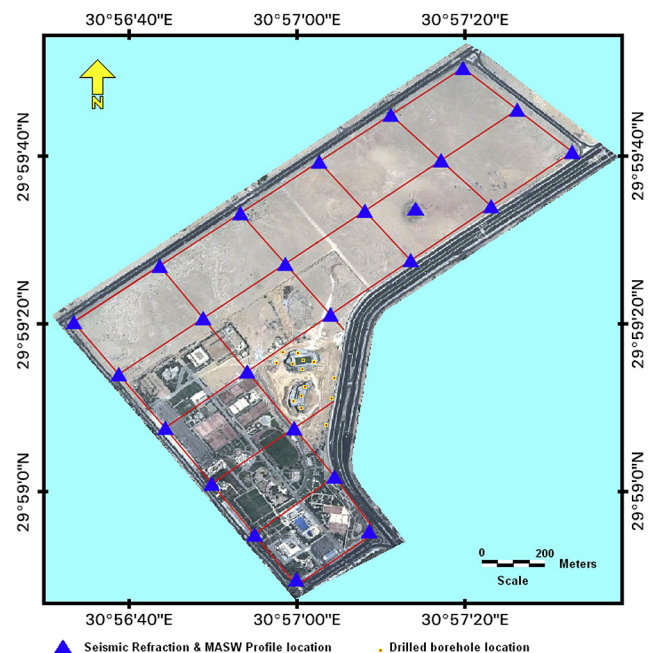 30°56'40"E 30°57'00"E 30°57'20"E
N
29°59'40"N 29°59'40"N
29°59'20"N 29°59'20"N
29°59'0"N 29°59'0"N
0 200 Meters
Scale
30°56'40"E 30°57'00"E 30°57'20"E
Seismic Refraction & MASW Profile location Drilled borehole location